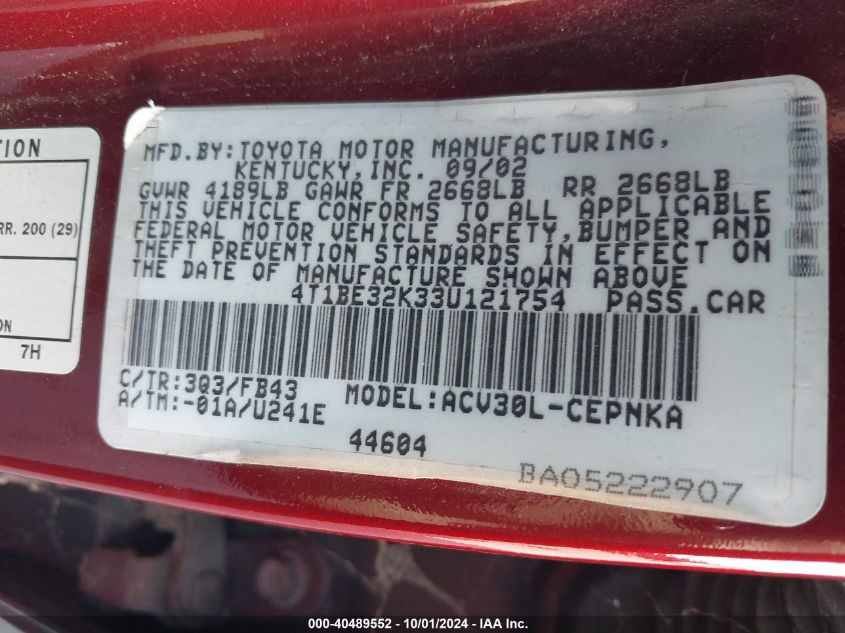 TION
RR. 200 (29)
ON
7H
MFD.BY:TOYOTA MOTOR MANUFACTURING,
KENTUCKY,INC. 09/02
GVWR 4189LB GAWR FR 2668LB RR 2668LB
THIS VEHICLE CONFORMS TO ALL APPLICABLE
FEDERAL MOTOR VEHICLE SAFETY,BUMPER AND
THEFT PREVENTION STANDARDS IN EFFECT ON
THE DATE OF MANUFACTURE SHOWN ABOVE
4T1BE32K33U121754 PASS.CAR
C/TR:3Q3/FB43 MODEL:ACV30L-CEPNKA
A/TM:-01A/U241E
44604
BA05222907
000-40489552 - 10/01/2024 - IAA Inc.